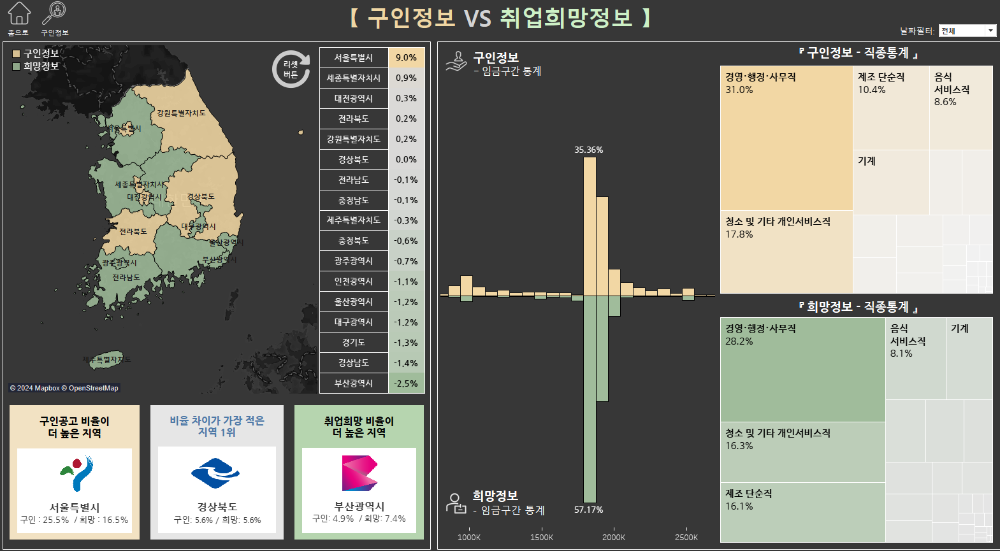 【 구인정보 VS 취업희망정보 】
홈으로
구인정보
날짜필터:
전체
구인정보
희망정보
리셋
버튼
강원특별자치도
서울특별시
세종특별자치시
대전광역시
경상북도
대구광역시
전라북도
울산광역시
부산광역시
광주광역시
전라남도
제주특별자치도
© 2024 Mapbox © OpenStreetMap
서울특별시 9.0%
세종특별자치시 0.9%
대전광역시 0.3%
전라북도 0.2%
강원특별자치도 0.2%
경상북도 0.0%
전라남도 -0.1%
충청남도 -0.1%
제주특별자치도 -0.3%
충청북도 -0.6%
광주광역시 -0.7%
인천광역시 -1.1%
울산광역시 -1.2%
대구광역시 -1.2%
경기도 -1.3%
경상남도 -1.4%
부산광역시 -2.5%
구인공고 비율이
더 높은 지역
서울특별시
구인 : 25.5% / 희망 : 16.5%
비율 차이가 가장 적은
지역 1위
경상북도
구인: 5.6% / 희망: 5.6%
취업희망 비율이
더 높은 지역
부산광역시
구인: 4.9% / 희망: 7.4%
구인정보
- 임금구간 통계
35.36%
57.17%
희망정보
- 임금구간 통계
1000K 1500K 2000K 2500K
『 구인정보 - 직종통계 』
경영·행정·사무직
31.0%
제조 단순직
10.4%
음식
서비스직
8.6%
기계
청소 및 기타 개인서비스직
17.8%
『 희망정보 - 직종통계 』
경영·행정·사무직
28.2%
음식
서비스직
8.1%
기계
청소 및 기타 개인서비스직
16.3%
제조 단순직
16.1%